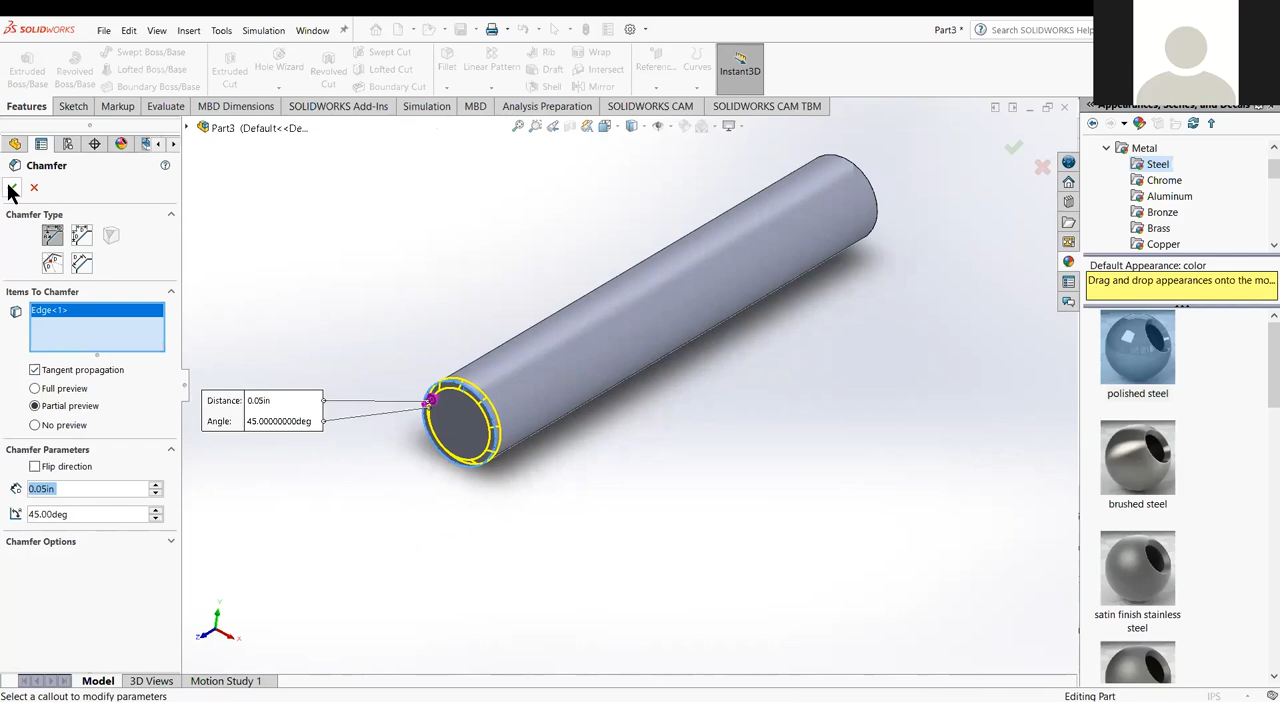 SOLIDWORKS
File Edit View Insert Tools Simulation Window
Part3 *
Search SOLIDWORKS Help
Extruded Boss/Base
Revolved Boss/Base
Swept Boss/Base
Lofted Boss/Base
Boundary Boss/Base
Extruded Cut
Hole Wizard
Revolved Cut
Swept Cut
Lofted Cut
Boundary Cut
Fillet
Linear Pattern
Rib
Draft
Shell
Wrap
Intersect
Mirror
Referenc...
Curves
Instant3D
Features Sketch Markup Evaluate MBD Dimensions SOLIDWORKS Add-Ins Simulation MBD Analysis Preparation SOLIDWORKS CAM SOLIDWORKS CAM TBM
Part3 (Default<<De...
Appearances, Scenes, and Decals
Chamfer
Chamfer Type
Items To Chamfer
Edge<1>
Tangent propagation
Full preview
Partial preview
No preview
Chamfer Parameters
Flip direction
0.05in
45.00deg
Chamfer Options
Distance: 0.05in
Angle: 45.00000000deg
Y
Z
X
Metal
Steel
Chrome
Aluminum
Bronze
Brass
Copper
Default Appearance: color
Drag and drop appearances onto the mo...
polished steel
brushed steel
satin finish stainless
steel
Model 3D Views Motion Study 1
Select a callout to modify parameters
Editing Part
IPS